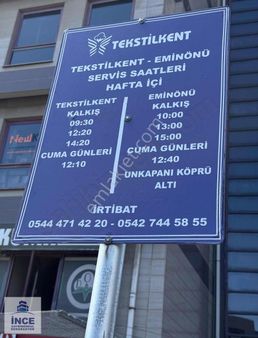 TEKSTİLKENT
TEKSTİLKENT - EMİNÖNÜ
SERVİS SAATLERİ
HAFTA İÇİ
TEKSTİLKENT
KALKIŞ
09:30
12:20
14:20
CUMA GÜNLERİ
12:10
EMİNÖNÜ
KALKIŞ
10:00
13:00
15:00
CUMA GÜNLERİ
12:40
UNKAPANI KÖPRÜ
ALTI
İRTİBAT
0544 471 42 20 - 0542 744 58 55
İNCE